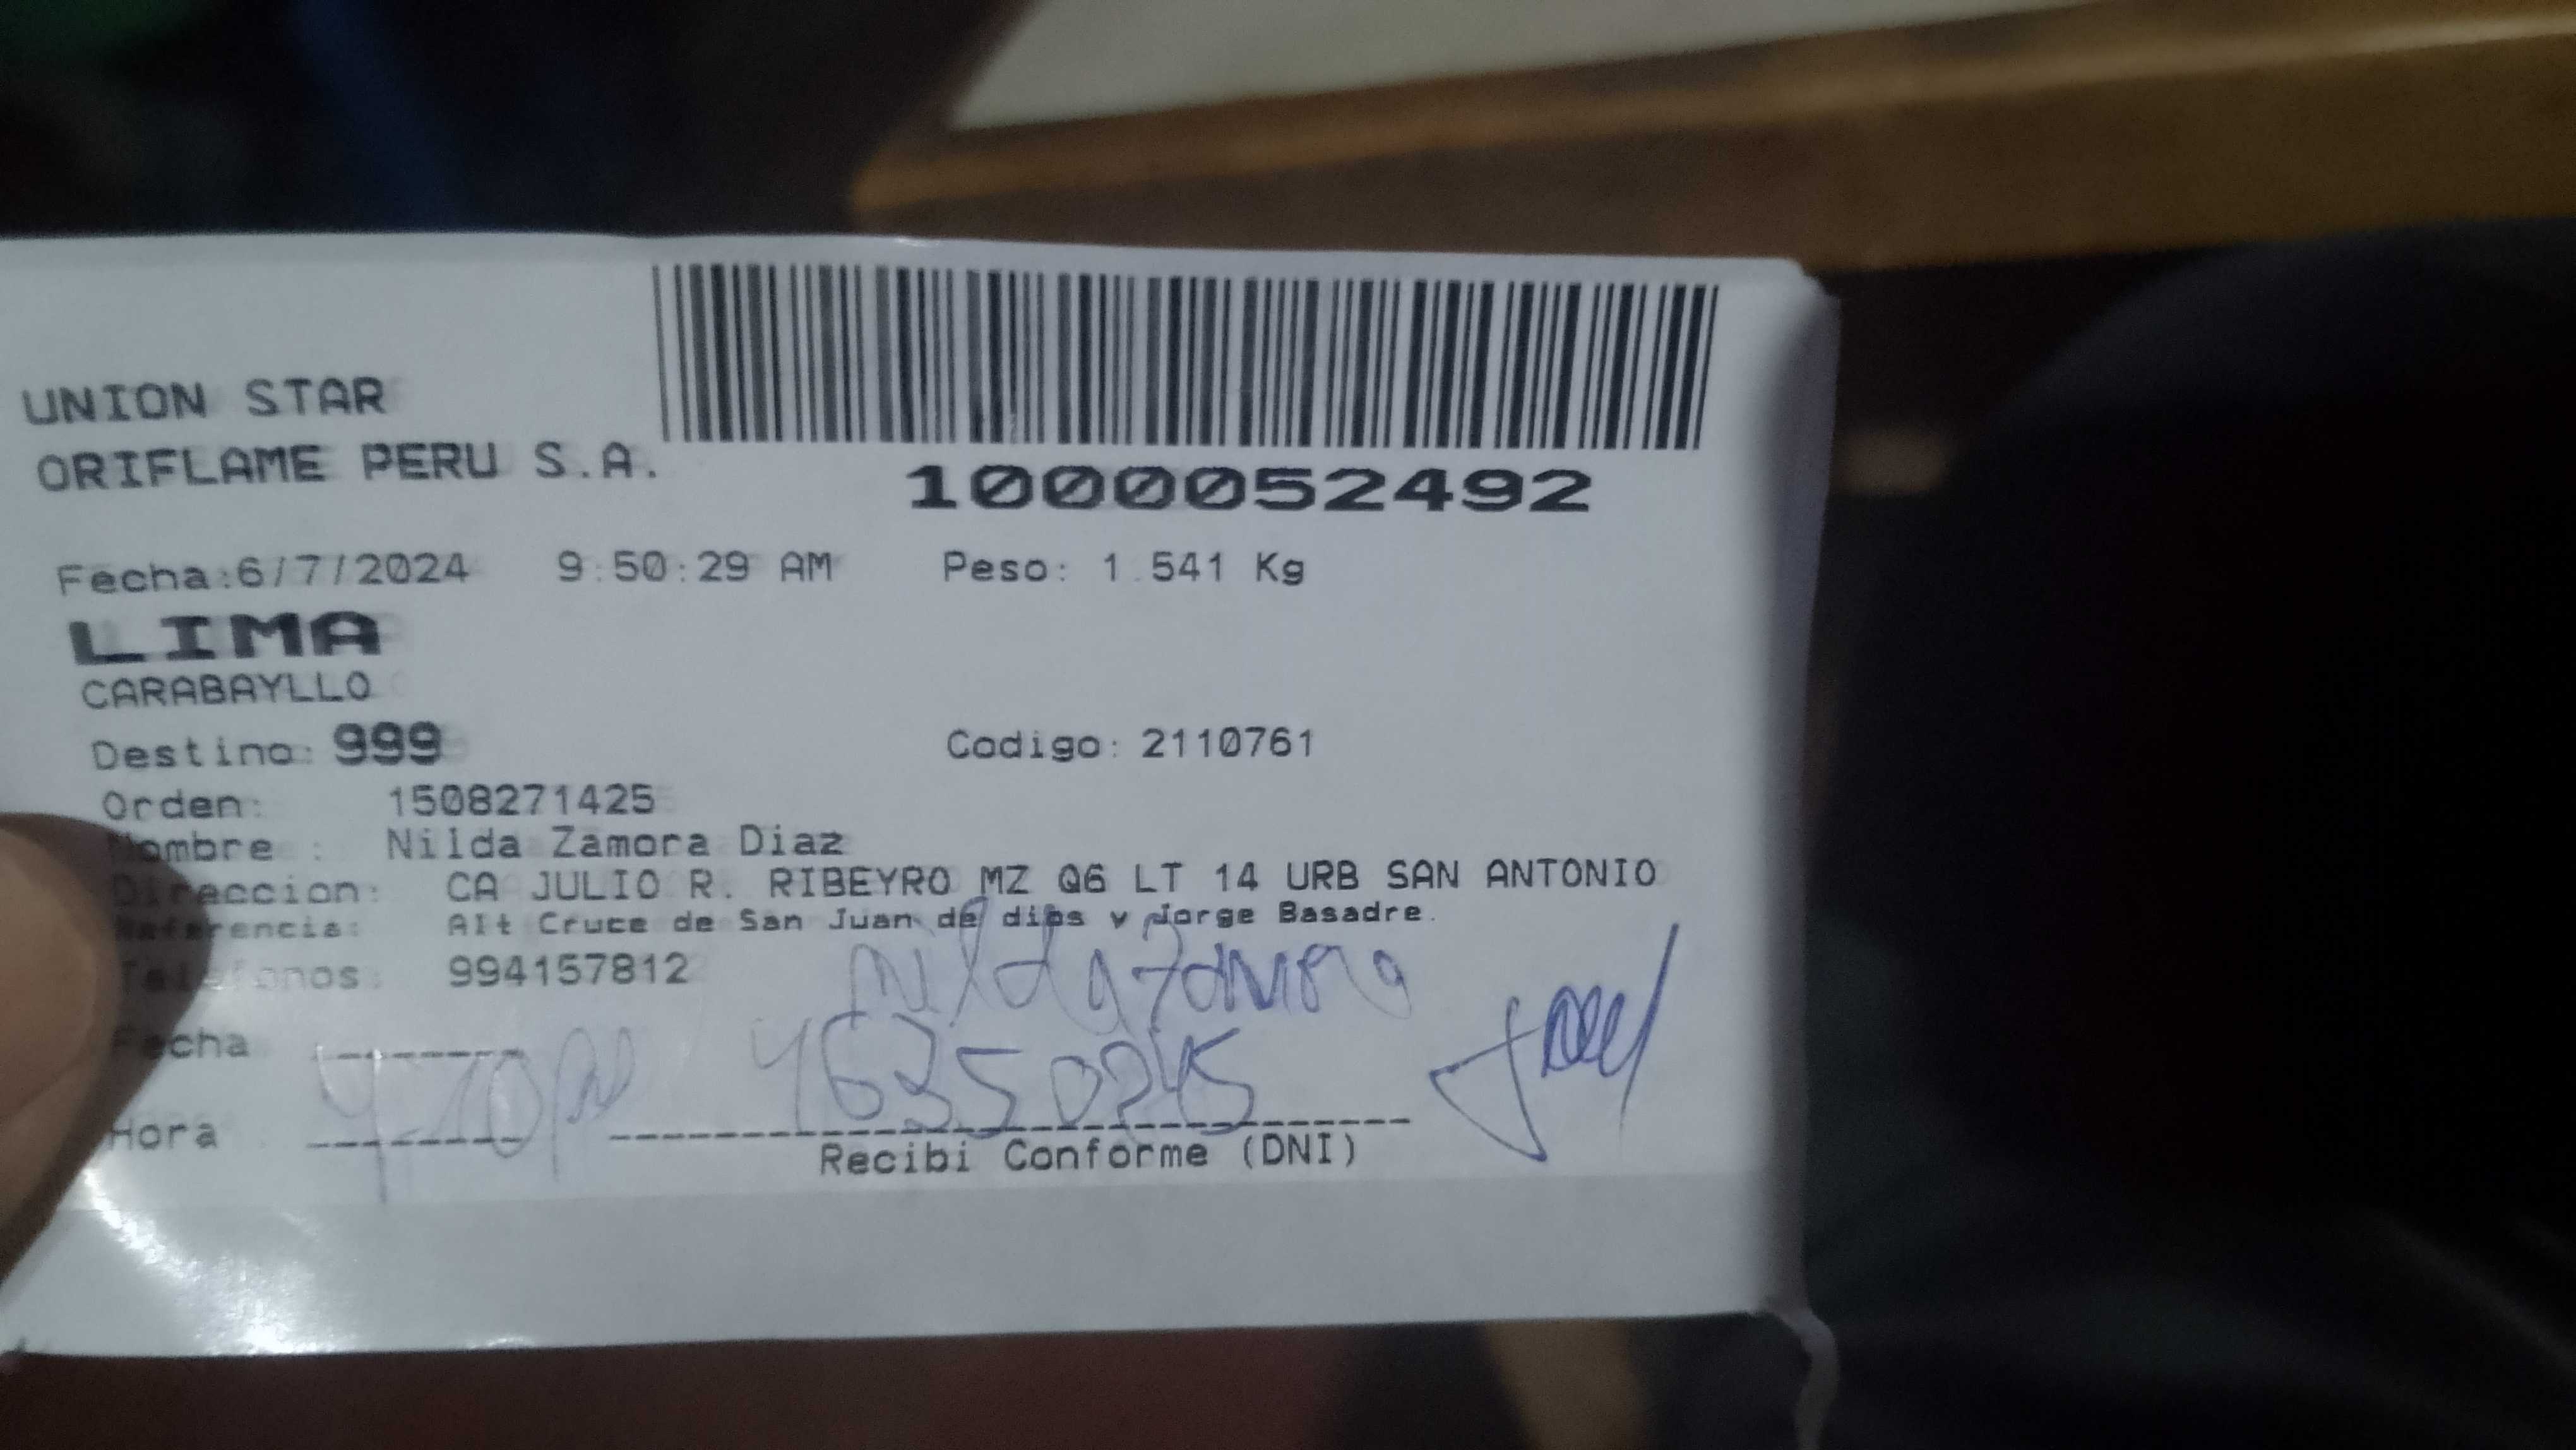 UNION STAR
ORIFLAME PERU S.A.
1000052492
Fecha:6/7/2024 9:50:29 AM Peso: 1.541 Kg
LIMA
CARABAYLLO
Destino: 999 Codigo: 2110761
Orden: 1508271425
Nombre : Nilda Zamora Diaz
Direccion: CA JULIO R. RIBEYRO MZ Q6 LT 14 URB SAN ANTONIO
Referencia: Alt Cruce de San Juan de dios y Jorge Basadre.
Telefonos: 994157812
nilda Zamora
Fecha
Hora
Recibi Conforme (DNI)